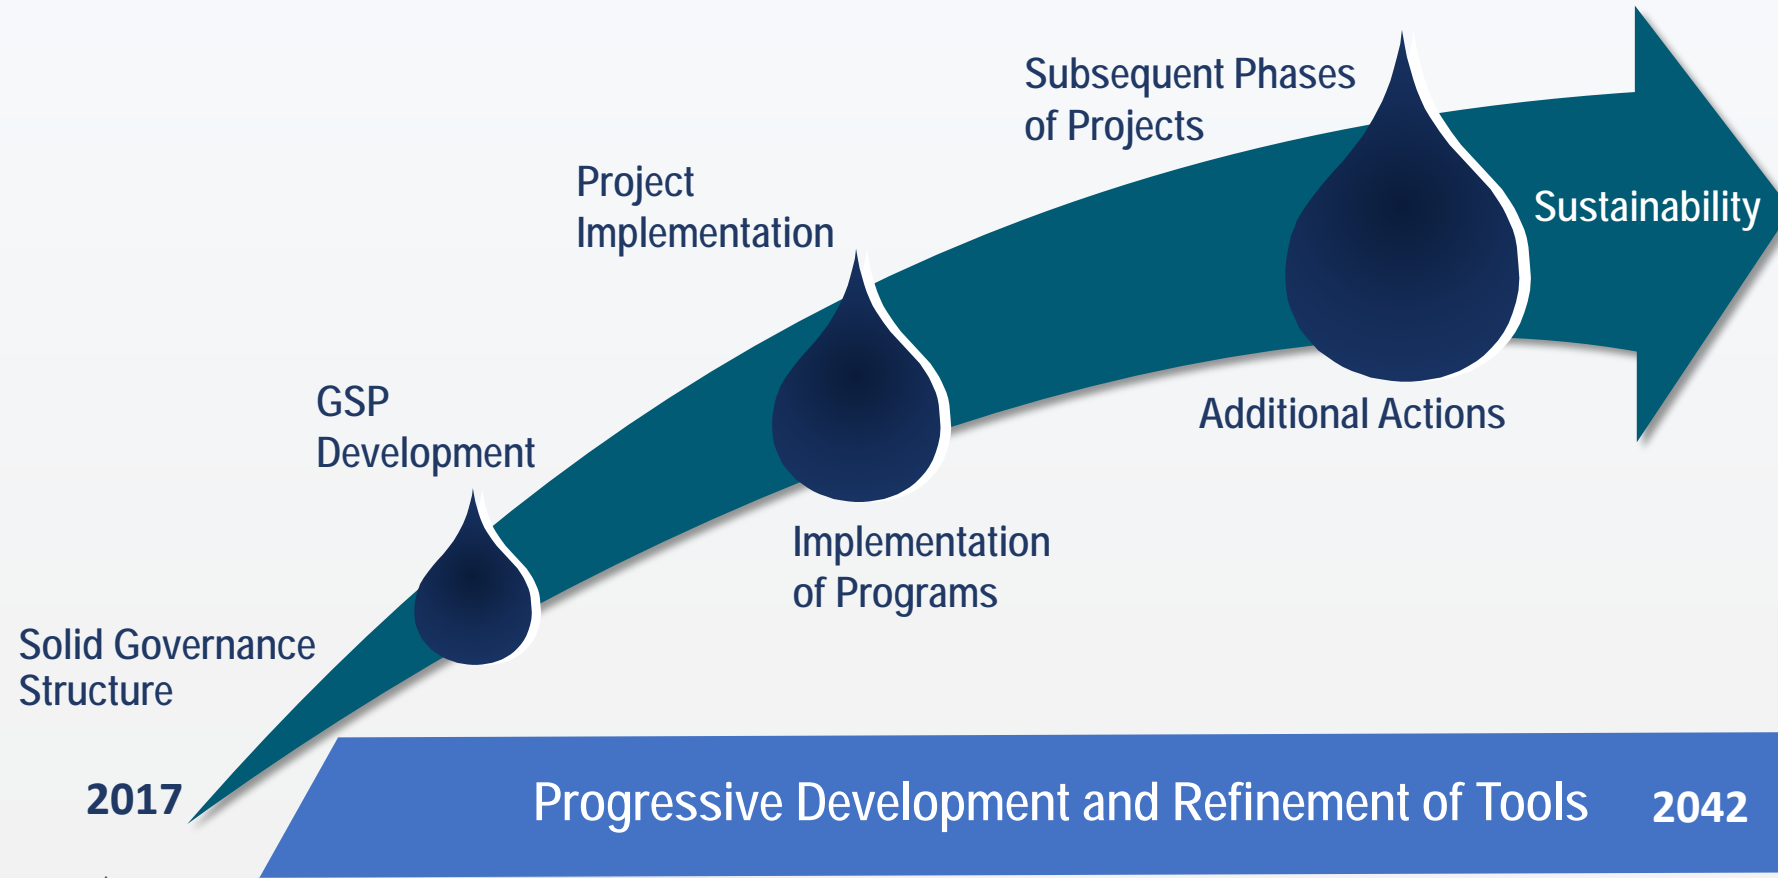 Subsequent Phases
of Projects
Project
Implementation
Sustainability
GSP
Development
Additional Actions
Implementation
of Programs
Solid Governance
Structure
2017
Progressive Development and Refinement of Tools 2042